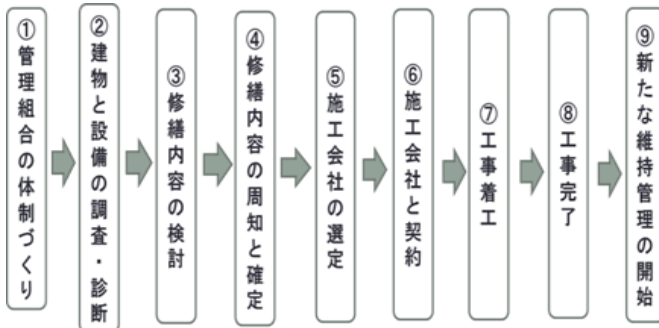 ①管理組合の体制づくり
②建物と設備の調査・診断
③修繕内容の検討
④修繕内容の周知と確定
⑤施工会社の選定
⑥施工会社と契約
⑦工事着工
⑧工事完了
⑨新たな維持管理の開始